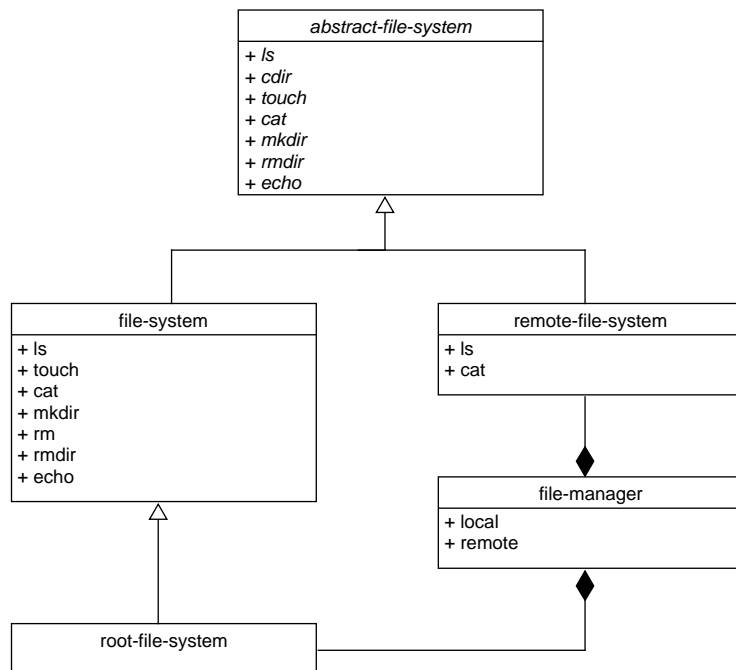 abstract-file-system
+ ls
+ cdir
+ touch
+ cat
+ mkdir
+ rmdir
+ echo
file-system
+ ls
+ touch
+ cat
+ mkdir
+ rm
+ rmdir
+ echo
remote-file-system
+ ls
+ cat
file-manager
+ local
+ remote
root-file-system